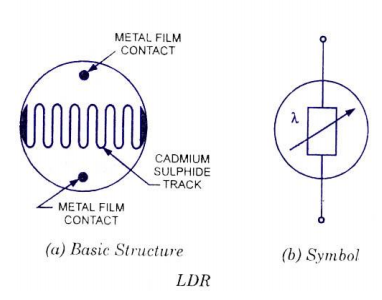 METAL FILM
CONTACT
CADMIUM
SULPHIDE
TRACK
METAL FILM
CONTACT
λ
(a) Basic Structure
(b) Symbol
LDR